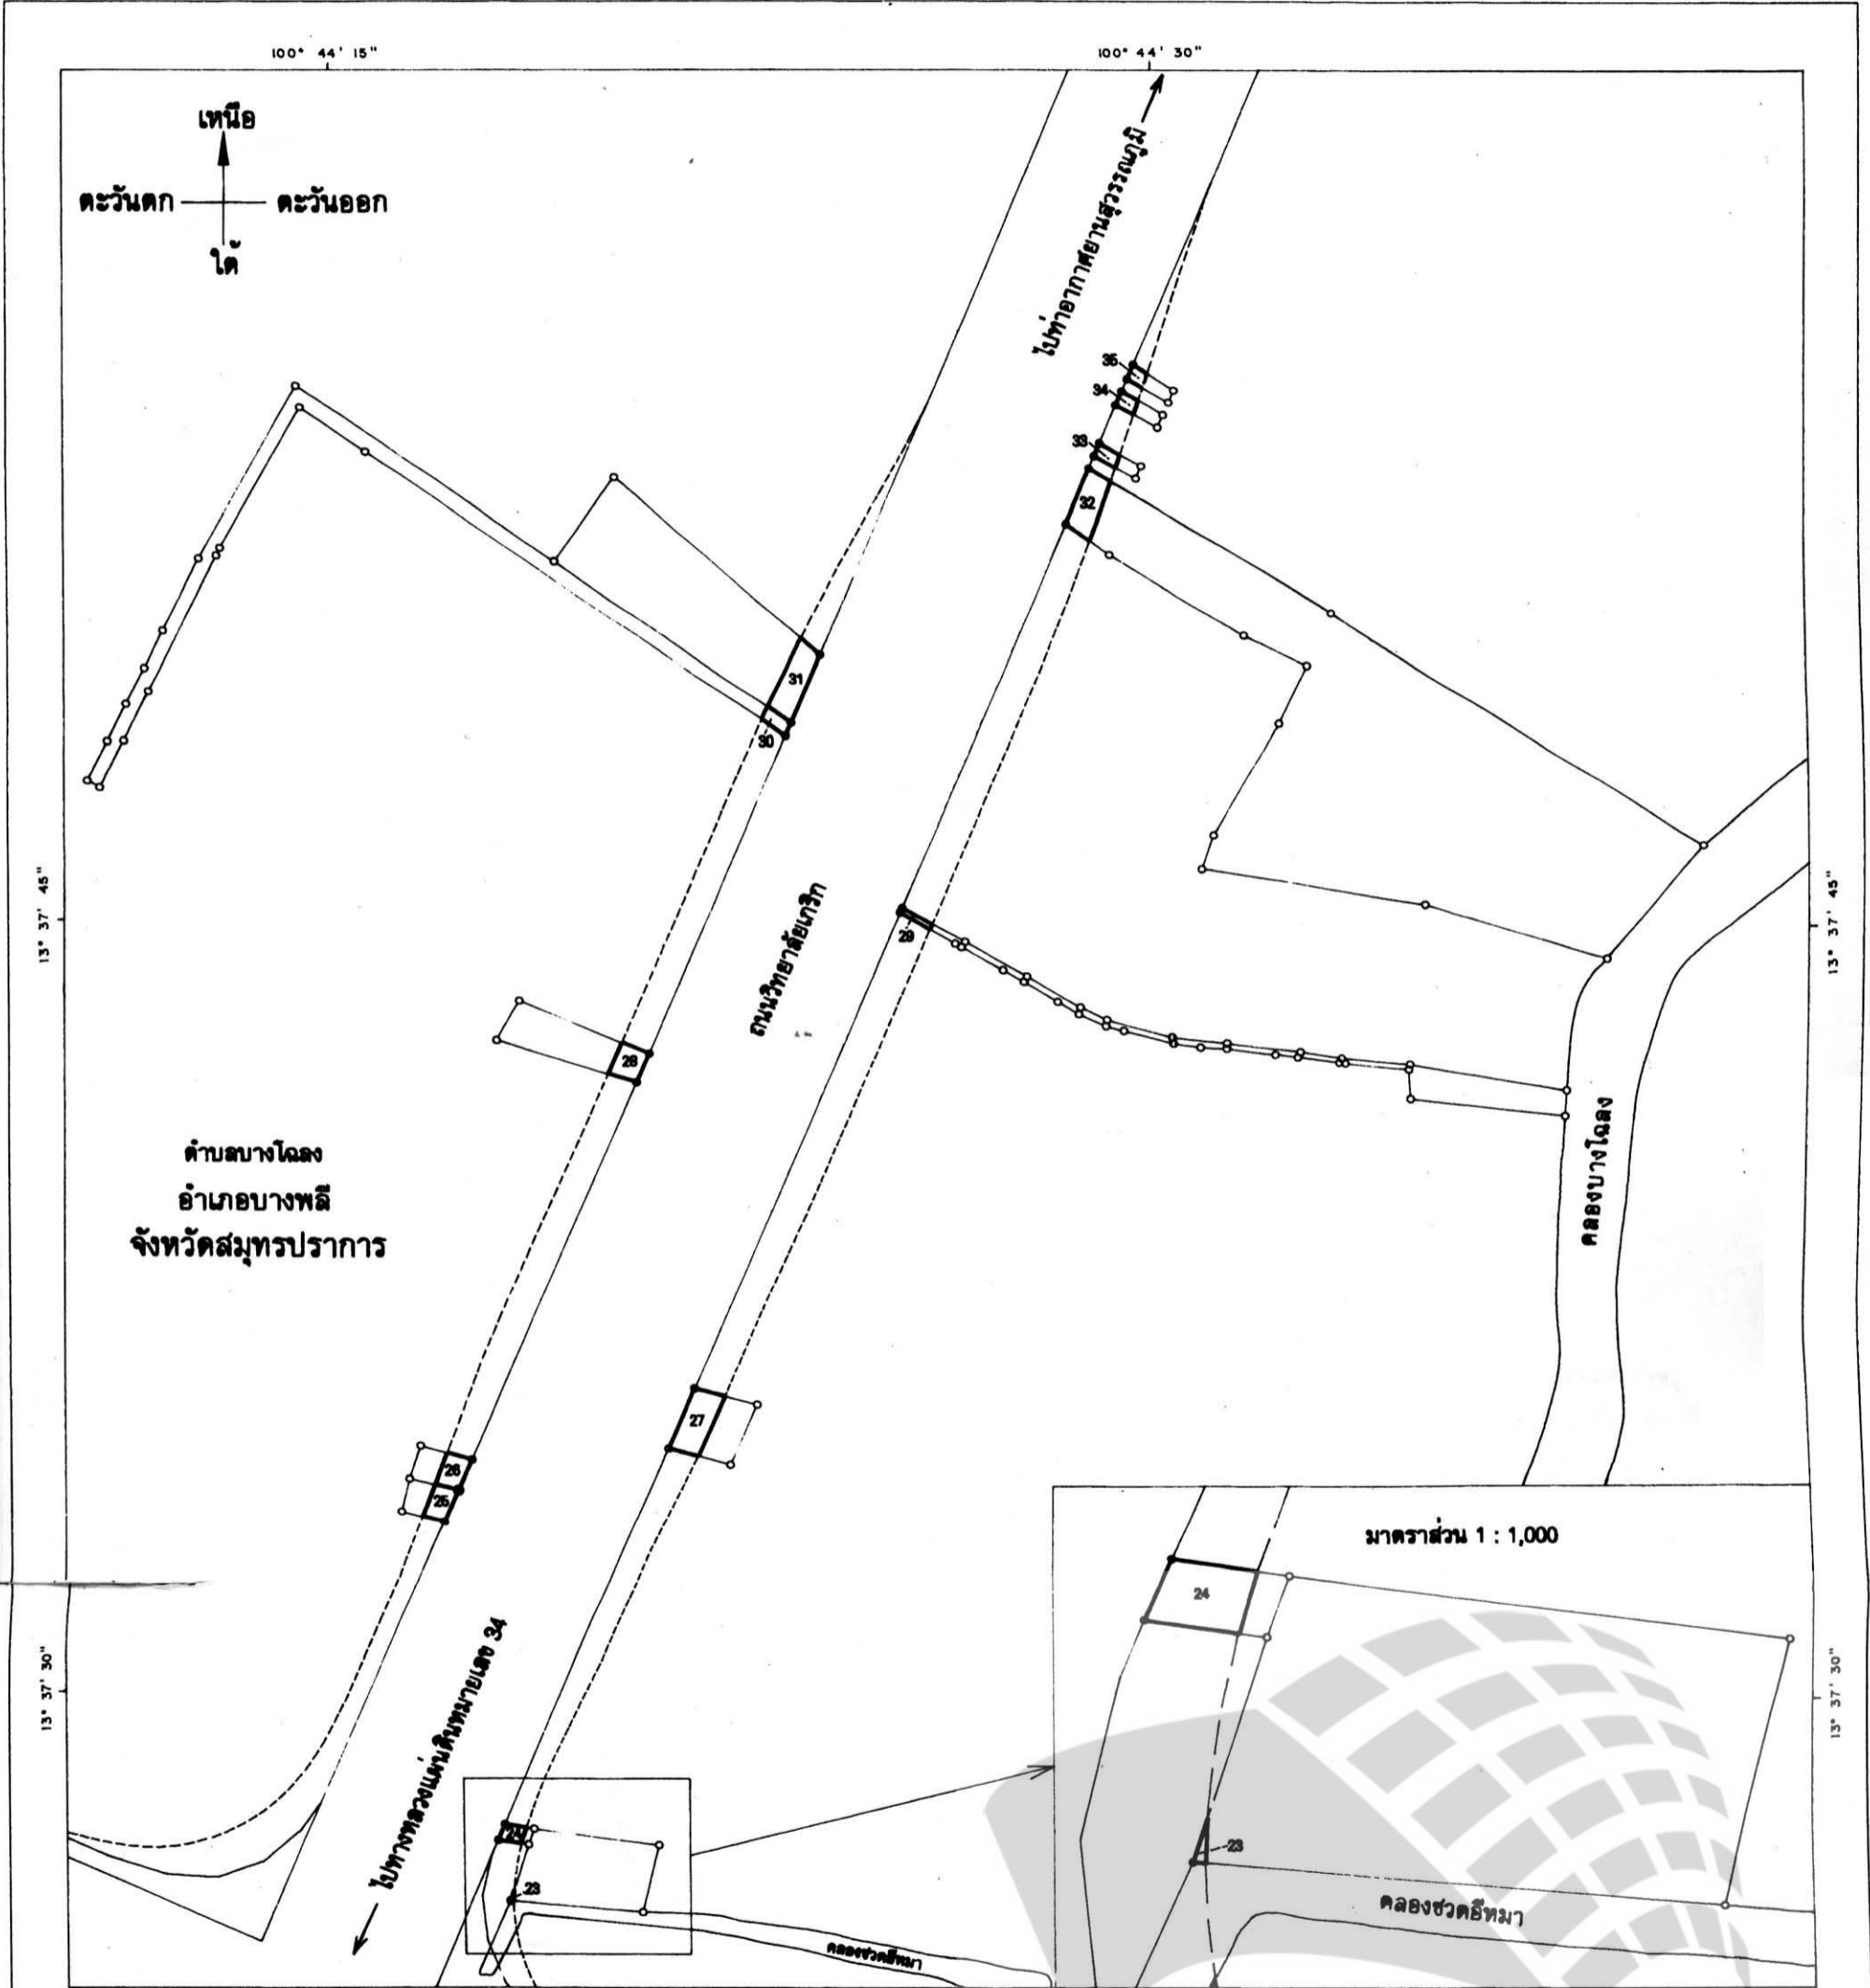 100° 44' 15"
100° 44' 30"
เหนือ
ตะวันตก
ตะวันออก
ใต้
ไปท่าอากาศยานสุวรรณภูมิ
35
34
33
32
31
30
13° 37' 45"
13° 37' 45"
29
ถนนวิทยาลัยเกริก
28
คลองบางโฉลง
ตำบลบางโฉลง
อำเภอบางพลี
จังหวัดสมุทรปราการ
27
26
25
มาตราส่วน 1 : 1,000
24
13° 37' 30"
13° 37' 30"
ไปทางหลวงแผ่นดินหมายเลข 34
24
23
23
คลองชวดอีหมา
คลองชวดอีหมา